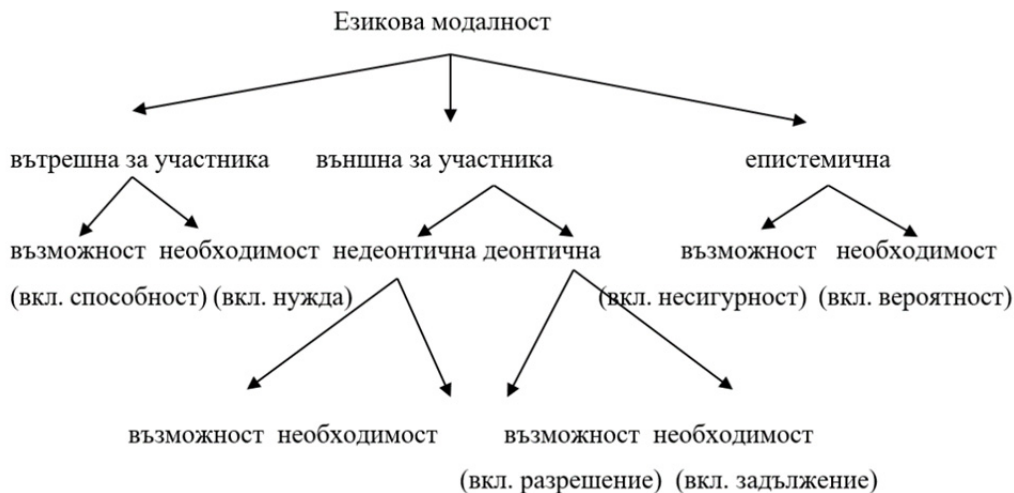 Езикова модалност
вътрешна за участника външна за участника епистемична
възможност необходимост недеонтична деонтична възможност необходимост
(вкл. способност) (вкл. нужда) (вкл. несигурност) (вкл. вероятност)
възможност необходимост възможност необходимост
(вкл. разрешение) (вкл. задължение)